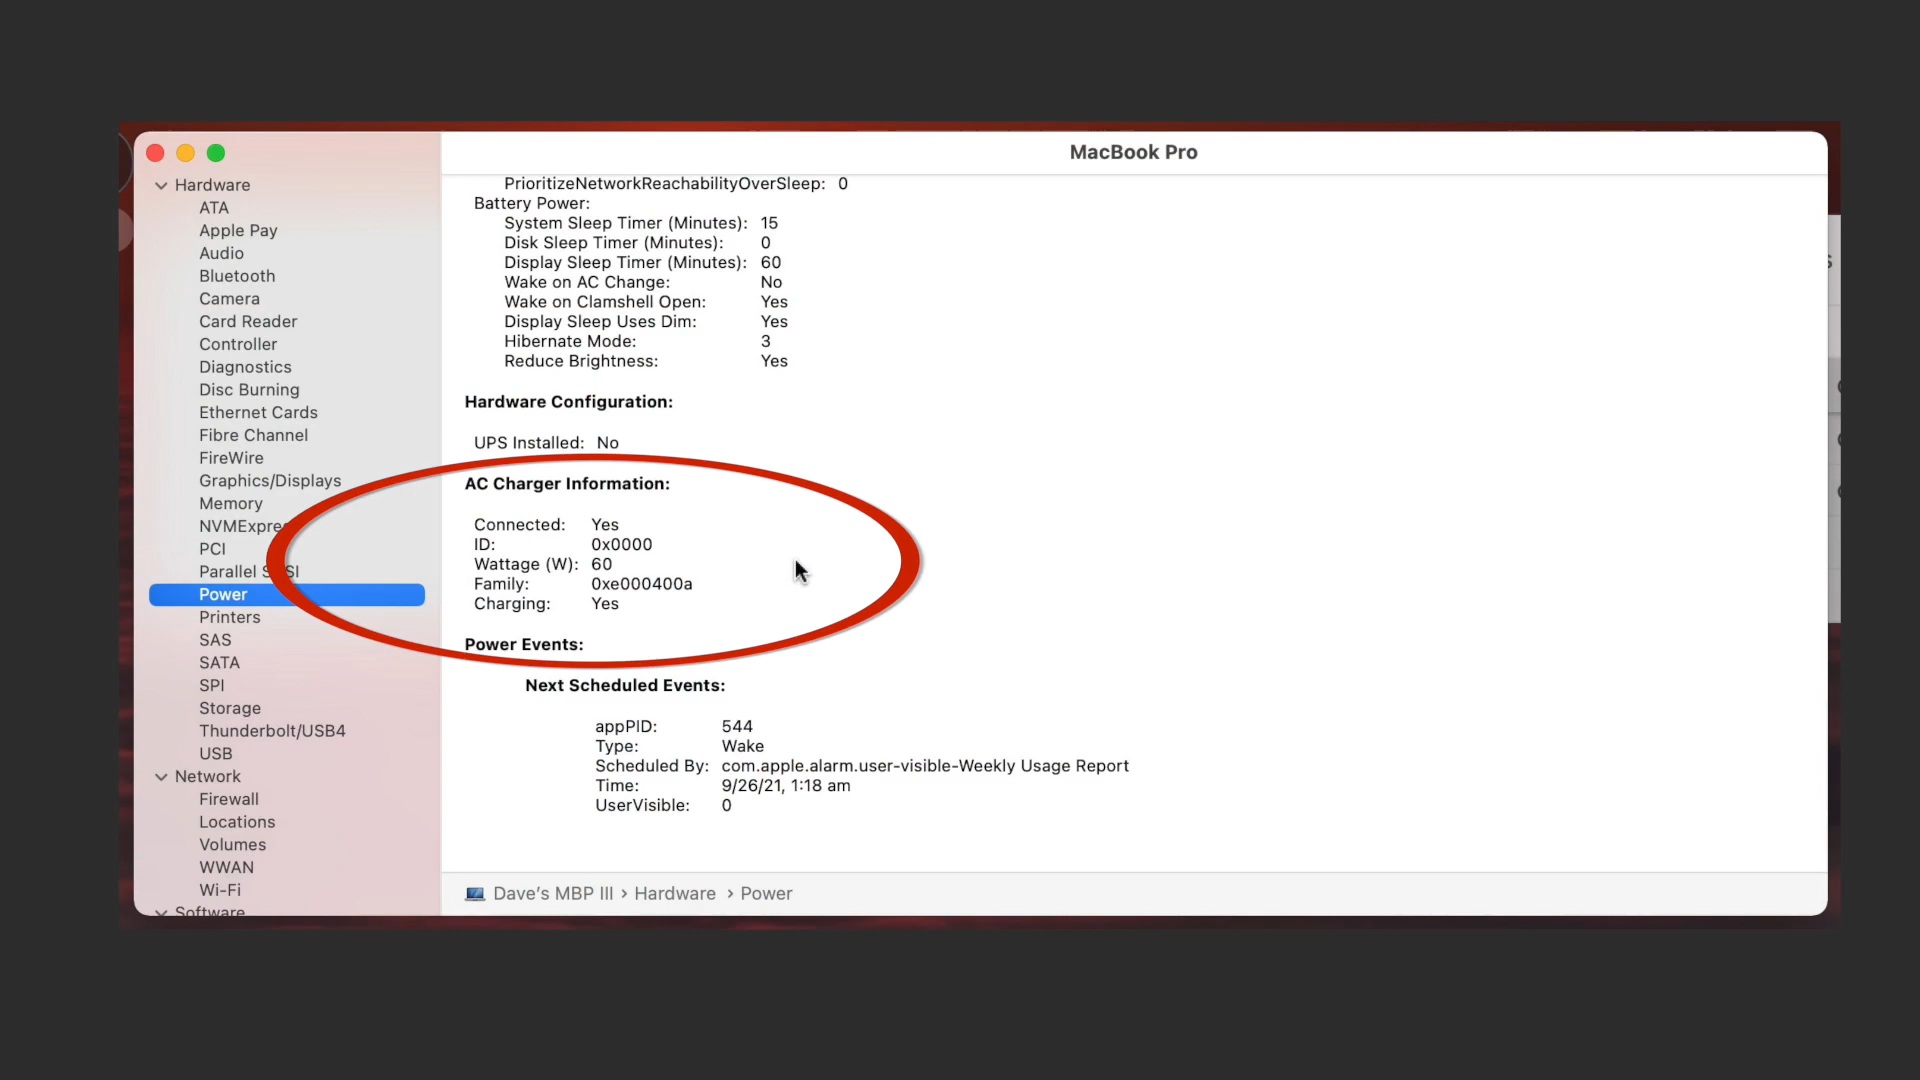 MacBook Pro
Hardware
ATA
Apple Pay
Audio
Bluetooth
Camera
Card Reader
Controller
Diagnostics
Disc Burning
Ethernet Cards
Fibre Channel
FireWire
Graphics/Displays
Memory
NVMExpre
PCI
Parallel S SI
Power
Printers
SAS
SATA
SPI
Storage
Thunderbolt/USB4
USB
Network
Firewall
Locations
Volumes
WWAN
Wi-Fi
Software
PrioritizeNetworkReachabilityOverSleep: 0
Battery Power:
System Sleep Timer (Minutes): 15
Disk Sleep Timer (Minutes): 0
Display Sleep Timer (Minutes): 60
Wake on AC Change: No
Wake on Clamshell Open: Yes
Display Sleep Uses Dim: Yes
Hibernate Mode: 3
Reduce Brightness: Yes
Hardware Configuration:
UPS Installed: No
AC Charger Information:
Connected: Yes
ID: 0x0000
Wattage (W): 60
Family: 0xe000400a
Charging: Yes
Power Events:
Next Scheduled Events:
appPID: 544
Type: Wake
Scheduled By: com.apple.alarm.user-visible-Weekly Usage Report
Time: 9/26/21, 1:18 am
UserVisible: 0
Dave's MBP III › Hardware › Power